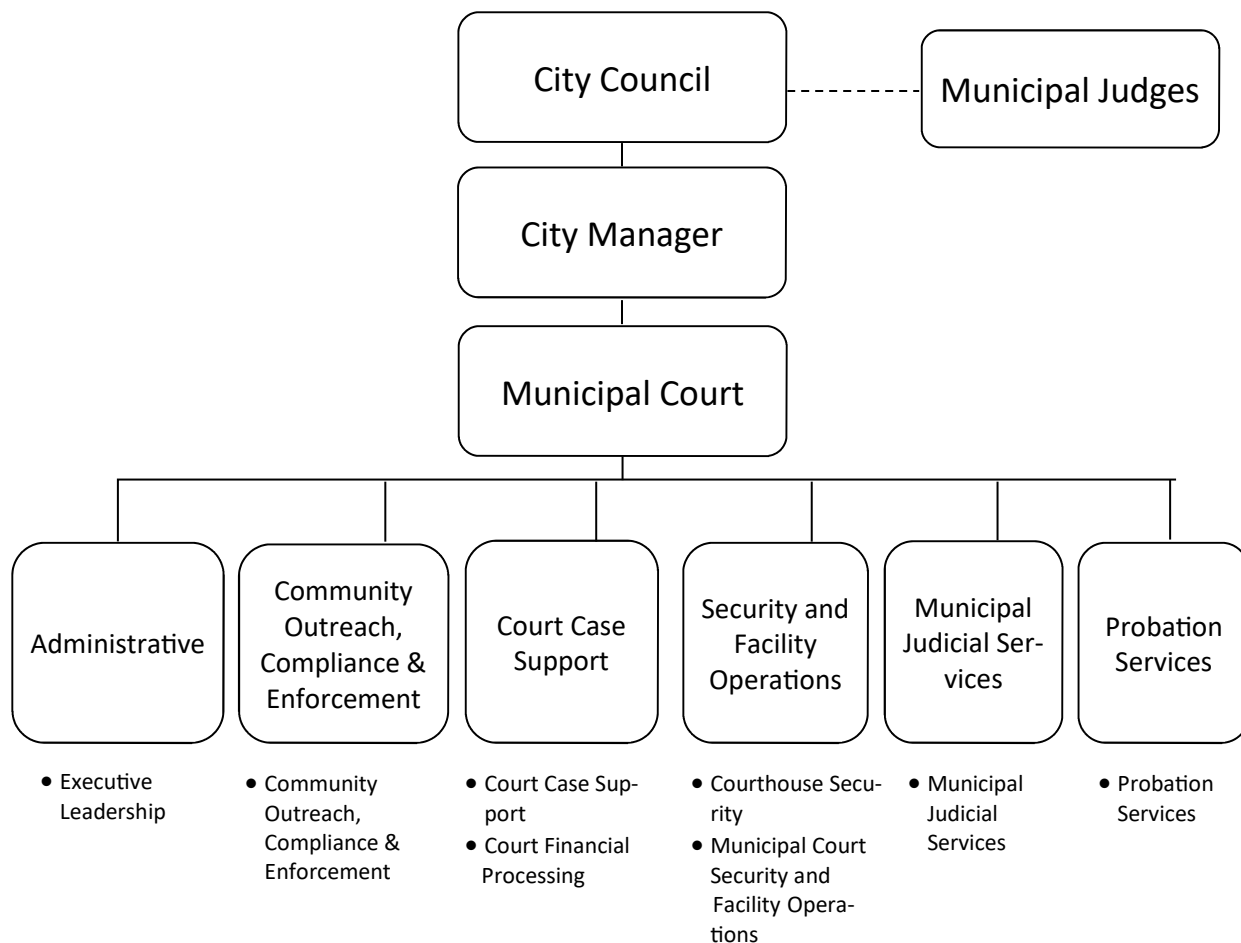 City Council
Municipal Judges
City Manager
Municipal Court
Administrative
Community
Outreach,
Compliance &
Enforcement
Court Case
Support
Security and
Facility
Operations
Municipal
Judicial Ser-
vices
Probation
Services
• Executive
Leadership
• Community
Outreach,
Compliance &
Enforcement
• Court Case Sup-
port
• Court Financial
Processing
• Courthouse Secu-
rity
• Municipal Court
Security and
Facility Opera-
tions
• Municipal
Judicial
Services
• Probation
Services